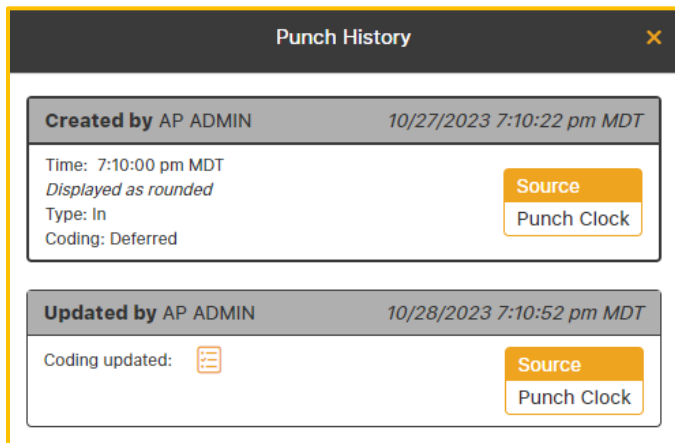 Punch History
Created by AP ADMIN 10/27/2023 7:10:22 pm MDT
Time: 7:10:00 pm MDT
Displayed as rounded
Type: In
Coding: Deferred
Source
Punch Clock
Updated by AP ADMIN 10/28/2023 7:10:52 pm MDT
Coding updated:
Source
Punch Clock